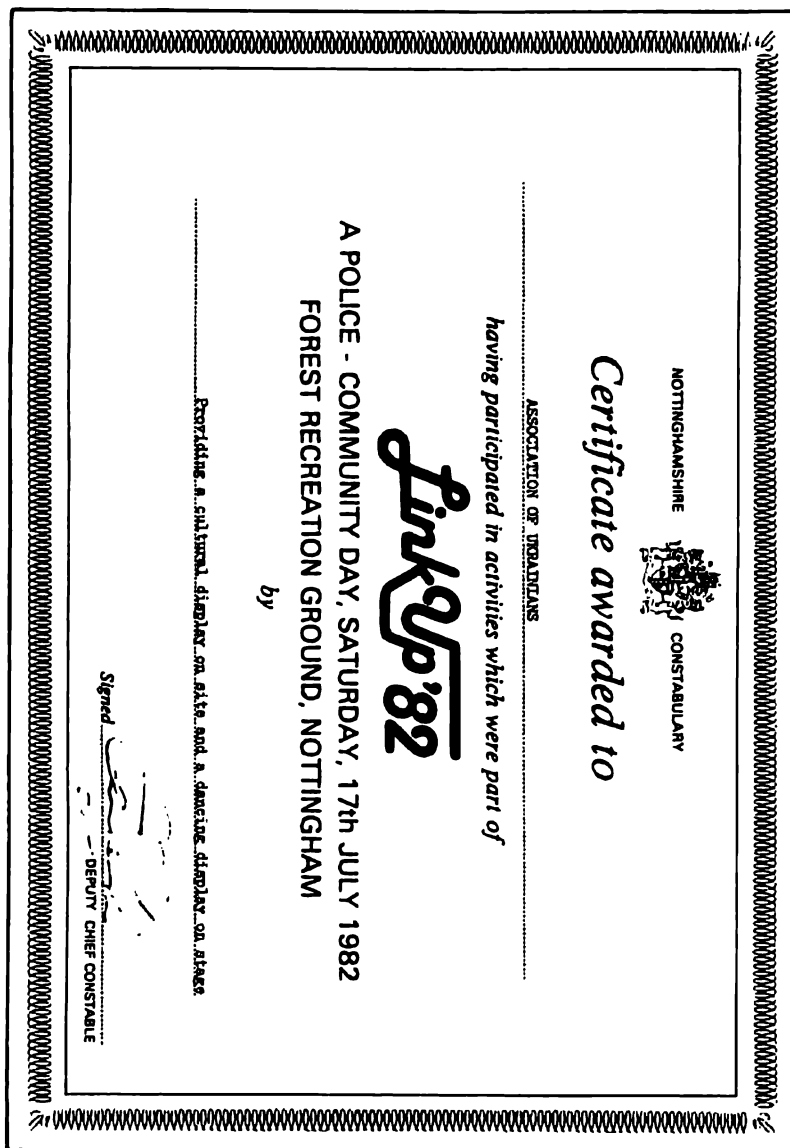 NOTTINGHAMSHIRE CONSTABULARY
Certificate awarded to
ASSOCIATION OF UKRAINIANS
having participated in activities which were part of
LinkUp'82
A POLICE - COMMUNITY DAY, SATURDAY, 17th JULY 1982
FOREST RECREATION GROUND, NOTTINGHAM
by
Providing a cultural display on site and a dancing display on stage
Signed
DEPUTY CHIEF CONSTABLE